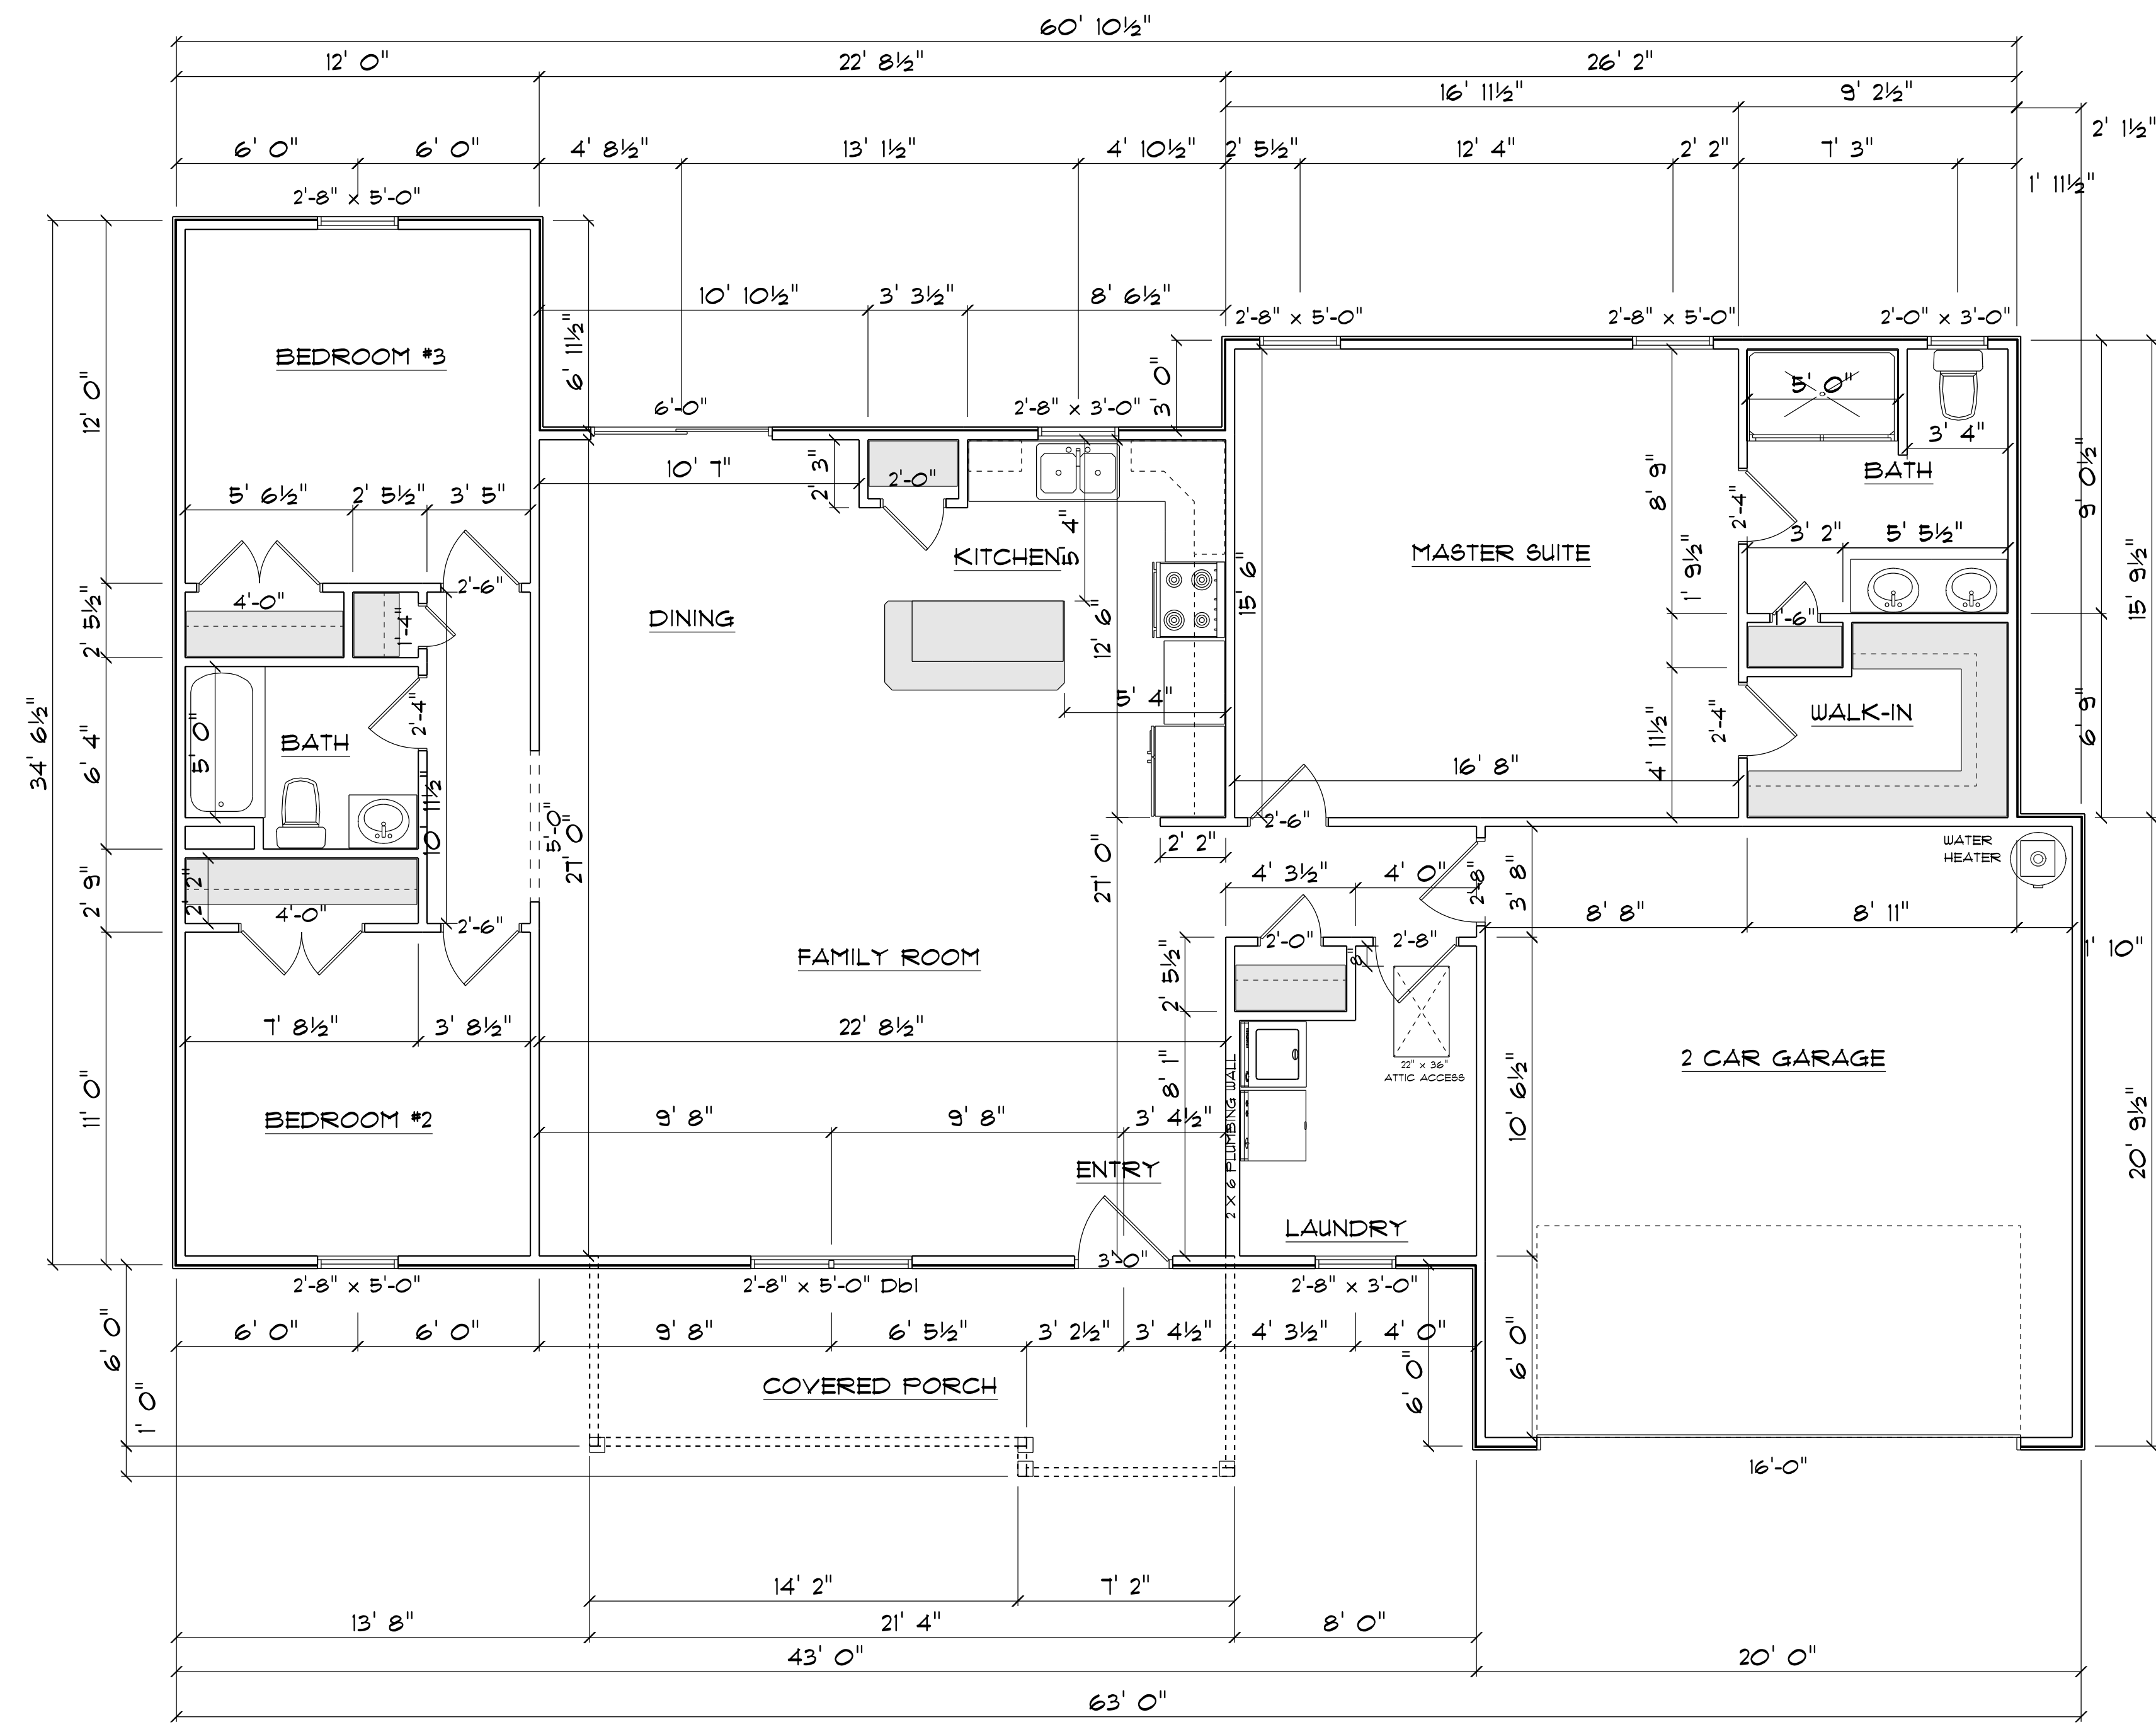 60' 10½"
12' 0" 22' 8½" 26' 2"
16' 11½" 9' 2½"
2' 1½"
6' 0" 6' 0" 4' 8½" 13' 1½" 4' 10½" 2' 5½" 12' 4" 2' 2" 7' 3"
1' 11½"
2'-8" x 5'-0"
10' 10½" 3' 3½" 8' 6½"
2'-8" x 5'-0" 2'-8" x 5'-0" 2'-0" x 3'-0"
6' 11½"
3' 0"
BEDROOM #3
12' 0"
6'-0" 2'-8" x 3'-0"
5' 0"
3' 4"
9' 0½"
10' 7" 2' 3" 2'-0"
8' 9"
BATH
5' 6½" 2' 5½" 3' 5"
2'-4"
5' 4"
3' 2" 5' 5½"
KITCHEN
MASTER SUITE
15' 6"
1' 9½"
15' 9½"
2'-6"
4'-0"
1'-4"
2' 5½"
DINING
12' 6"
1'-6"
34' 6½"
6' 4"
5' 0"
2'-4"
BATH
5' 4"
4' 11½"
2'-4"
WALK-IN
6' 9"
16' 8"
10' 11½"
5'-0"
27' 0"
27' 0"
2'-6"
2' 2"
WATER
HEATER
2' 9"
2' 2"
4'-0"
2'-6"
4' 3½" 4' 0"
2'-8"
3' 8"
8' 8" 8' 11"
1' 10"
2'-0" 2'-8"
8"
2' 5½"
FAMILY ROOM
7' 8½" 3' 8½" 22' 8½"
8' 1"
22" x 36"
ATTIC ACCESS
2 CAR GARAGE
10' 6½"
20' 9½"
11' 0"
BEDROOM #2
9' 8" 9' 8" 3' 4½"
2 X 6 PLUMBING WALL
ENTRY
LAUNDRY
3'-0"
2'-8" x 5'-0" 2'-8" x 5'-0" Dbl 2'-8" x 3'-0"
6' 0" 6' 0" 9' 8" 6' 5½" 3' 2½" 3' 4½" 4' 3½" 4' 0"
6' 0"
6' 0"
6' 0"
1' 0"
COVERED PORCH
16'-0"
14' 2" 7' 2"
13' 8" 21' 4" 8' 0"
43' 0" 20' 0"
63' 0"